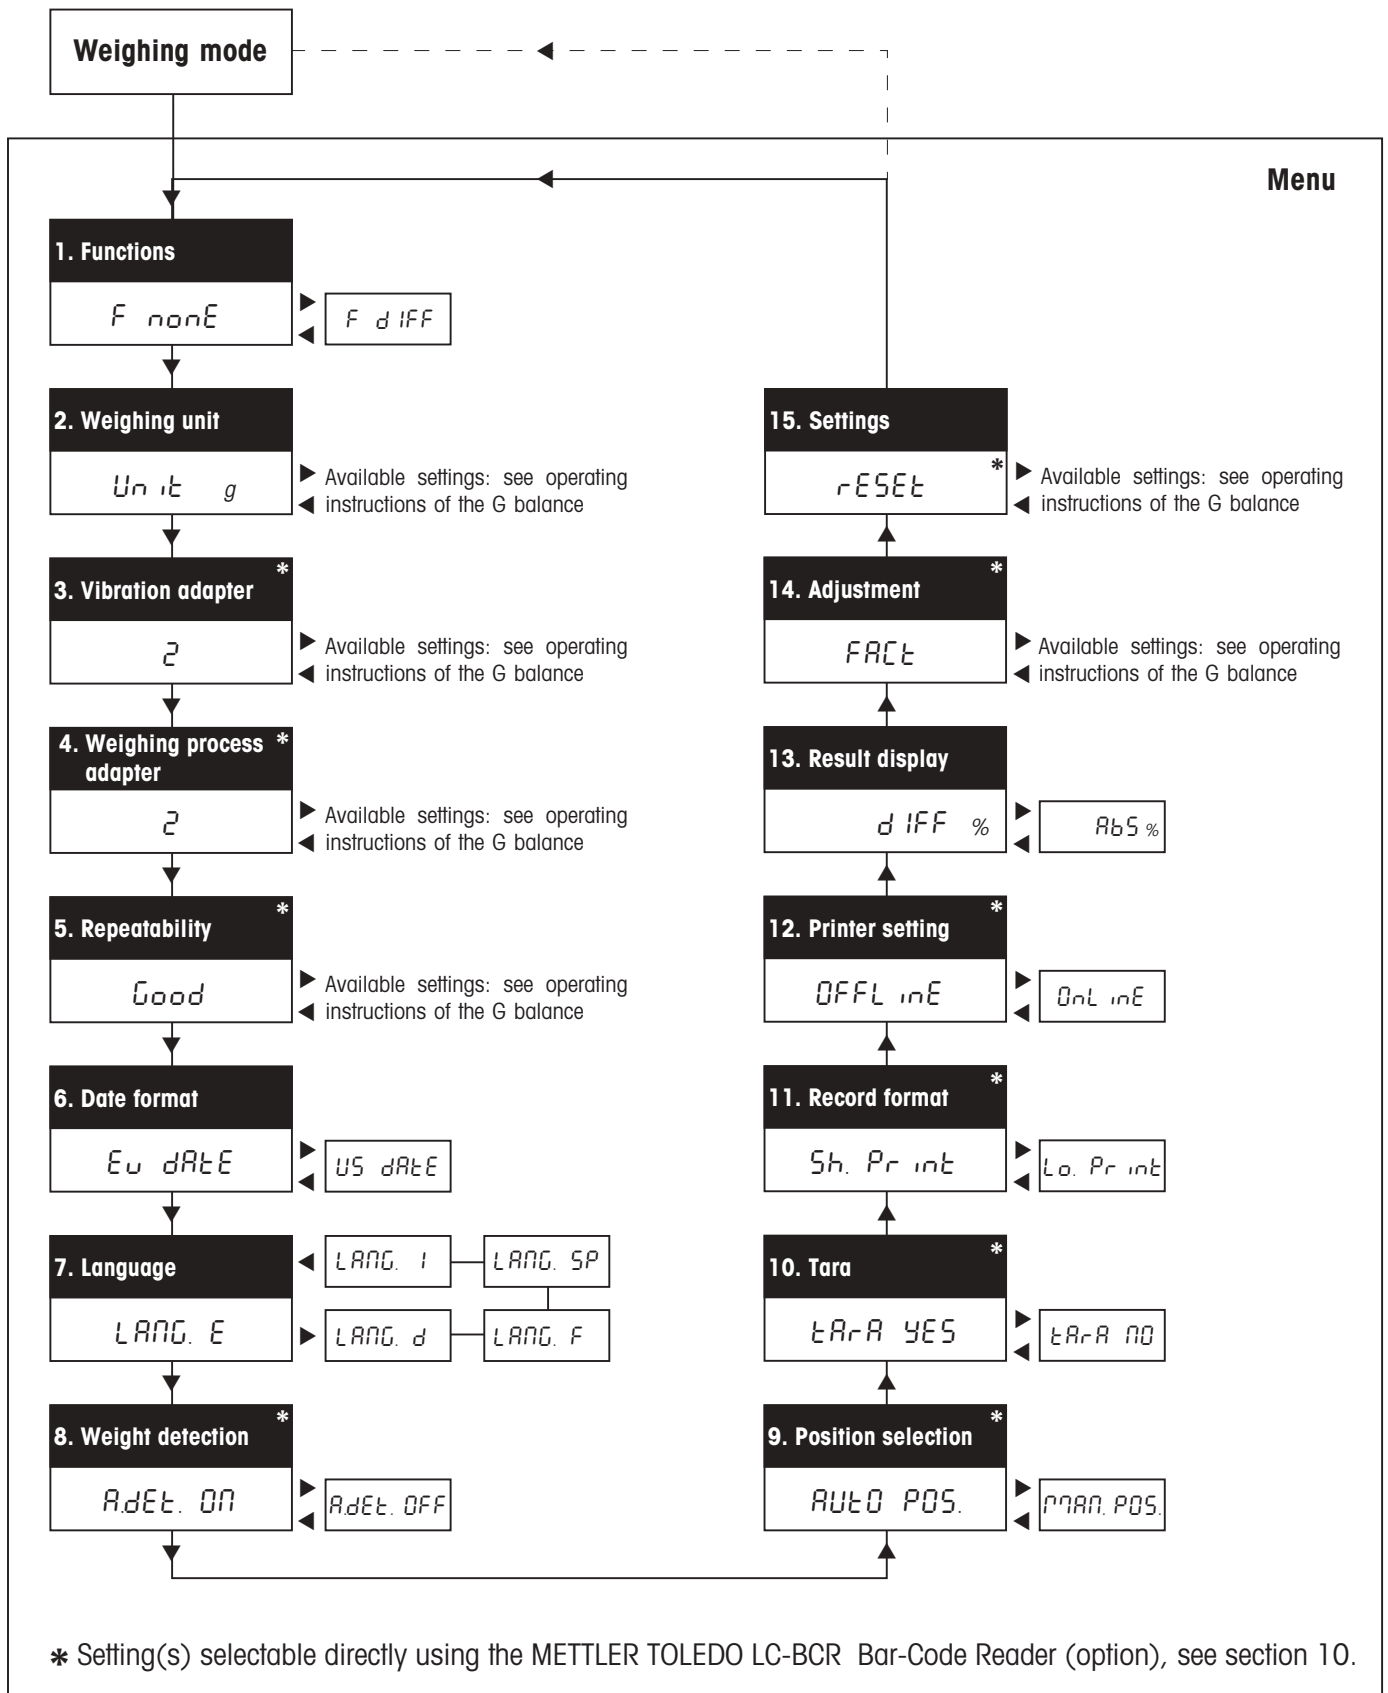 Weighing mode
Menu
1. Functions
F nonE
F dIFF
2. Weighing unit
Unit g
Available settings: see operating
instructions of the G balance
3. Vibration adapter *
2
Available settings: see operating
instructions of the G balance
4. Weighing process *
adapter
2
Available settings: see operating
instructions of the G balance
5. Repeatability *
Good
Available settings: see operating
instructions of the G balance
6. Date format
Eu dAtE
US dAtE
7. Language
LANG. E
LANG. I
LANG. SP
LANG. d
LANG. F
8. Weight detection *
A.dEt. ON
A.dEt. OFF
15. Settings
rESEt *
Available settings: see operating
instructions of the G balance
14. Adjustment *
FACt
Available settings: see operating
instructions of the G balance
13. Result display
dIFF %
AbS %
12. Printer setting *
OFFLinE
OnLinE
11. Record format *
Sh. Print
Lo. Print
10. Tara *
tArA YES
tArA NO
9. Position selection *
AUtO POS.
MAN. POS.
* Setting(s) selectable directly using the METTLER TOLEDO LC-BCR Bar-Code Reader (option), see section 10.